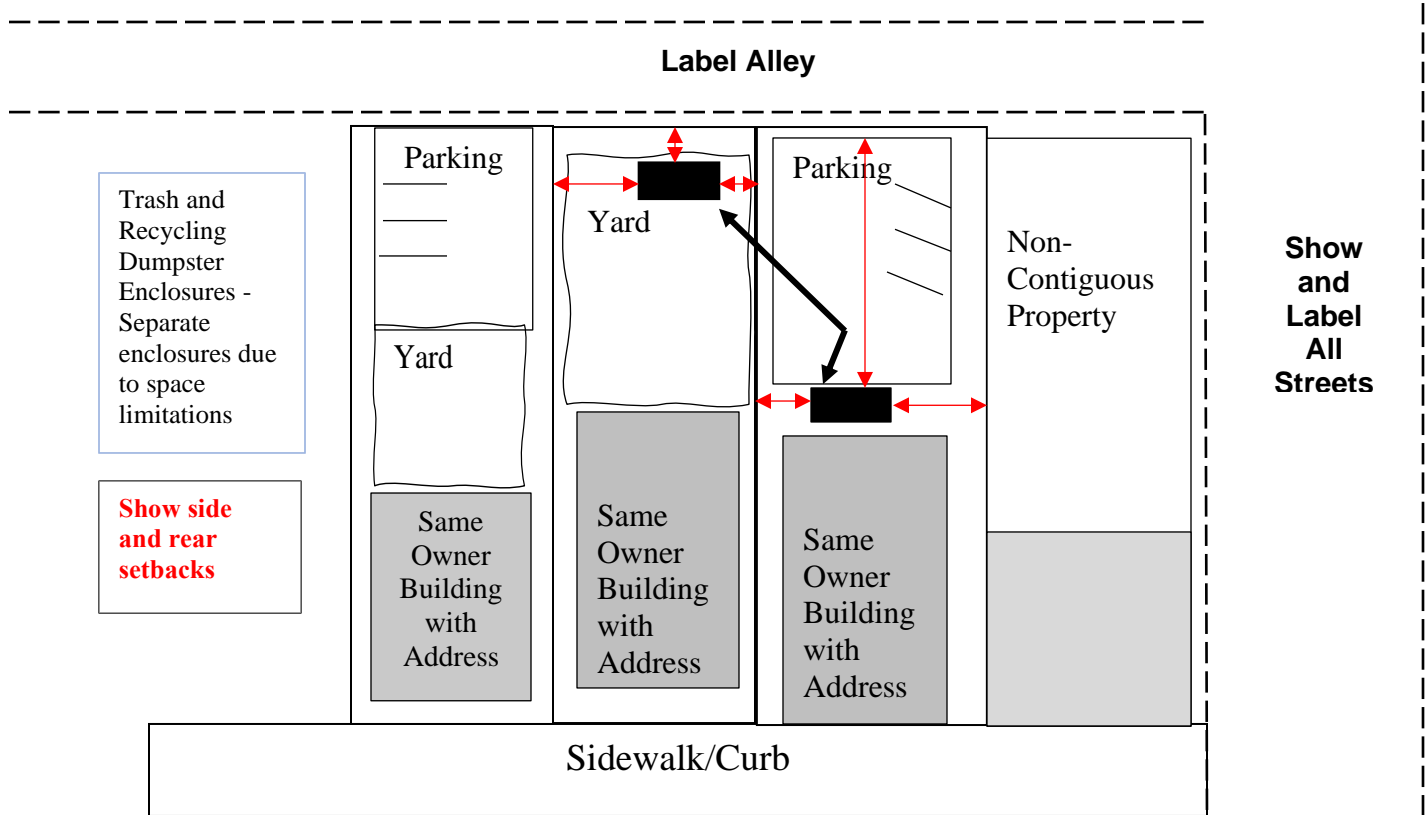 Label Alley
Parking
Parking
Trash and
Recycling
Dumpster
Enclosures -
Separate
enclosures due
to space
limitations
Yard
Yard
Non-
Contiguous
Property
Show
and
Label
All
Streets
Show side
and rear
setbacks
Same
Owner
Building
with
Address
Same
Owner
Building
with
Address
Same
Owner
Building
with
Address
Sidewalk/Curb